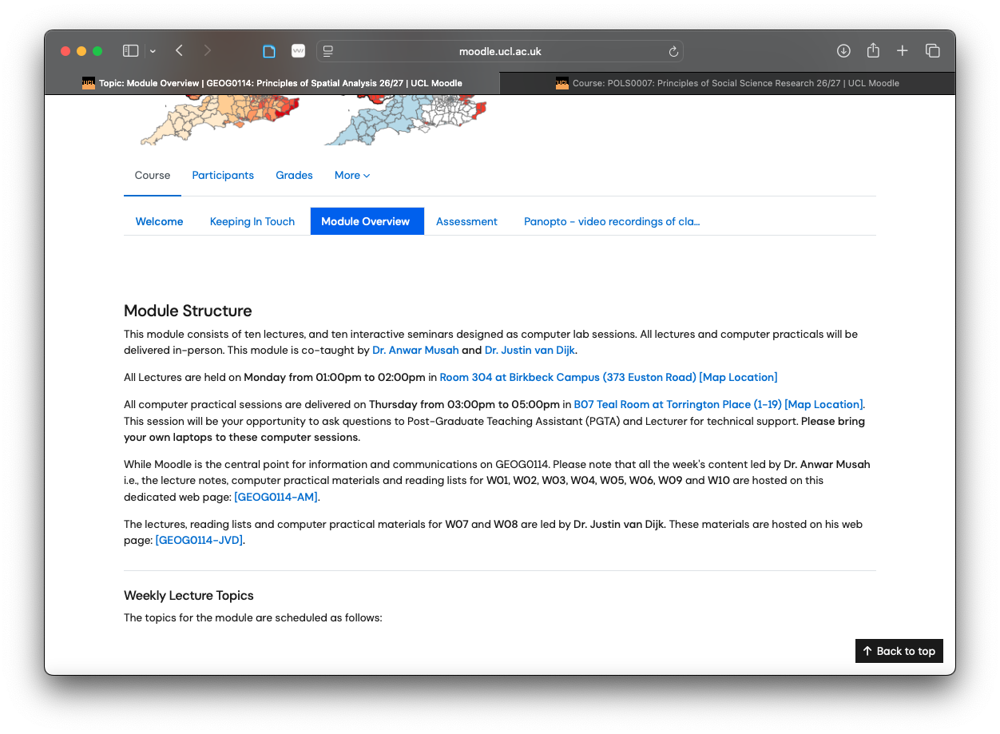 moodle.ucl.ac.uk
UCL Topic: Module Overview | GEOG0114: Principles of Spatial Analysis 26/27 | UCL Moodle
UCL Course: POLS0007: Principles of Social Science Research 26/27 | UCL Moodle
Course Participants Grades More
Welcome Keeping In Touch Module Overview Assessment Panopto - video recordings of cla...
Module Structure
This module consists of ten lectures, and ten interactive seminars designed as computer lab sessions. All lectures and computer practicals will be
delivered in-person. This module is co-taught by Dr. Anwar Musah and Dr. Justin van Dijk.
All Lectures are held on Monday from 01:00pm to 02:00pm in Room 304 at Birkbeck Campus (373 Euston Road) [Map Location]
All computer practical sessions are delivered on Thursday from 03:00pm to 05:00pm in B07 Teal Room at Torrington Place (1-19) [Map Location].
This session will be your opportunity to ask questions to Post-Graduate Teaching Assistant (PGTA) and Lecturer for technical support. Please bring
your own laptops to these computer sessions.
While Moodle is the central point for information and communications on GEOG0114. Please note that all the week's content led by Dr. Anwar Musah
i.e., the lecture notes, computer practical materials and reading lists for W01, W02, W03, W04, W05, W06, W09 and W10 are hosted on this
dedicated web page: [GEOG0114-AM].
The lectures, reading lists and computer practical materials for W07 and W08 are led by Dr. Justin van Dijk. These materials are hosted on his web
page: [GEOG0114-JVD].
Weekly Lecture Topics
The topics for the module are scheduled as follows:
Back to top